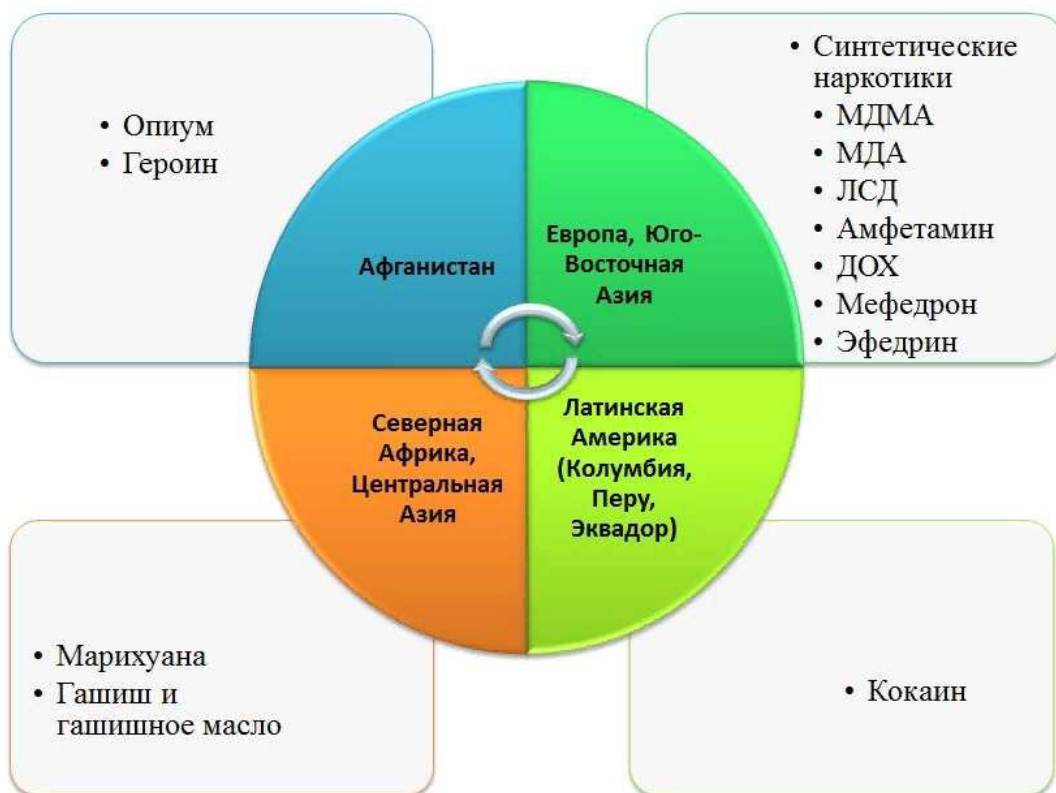 • Опиум
• Героин
• Синтетические
наркотики
• МДМА
• МДА
• ЛСД
• Амфетамин
• ДОХ
• Мефедрон
• Эфедрин
Афганистан
Европа, Юго-
Восточная
Азия
Северная
Африка,
Центральная
Азия
Латинская
Америка
(Колумбия,
Перу,
Эквадор)
• Марихуана
• Гашиш и
гашишное масло
• Кокаин